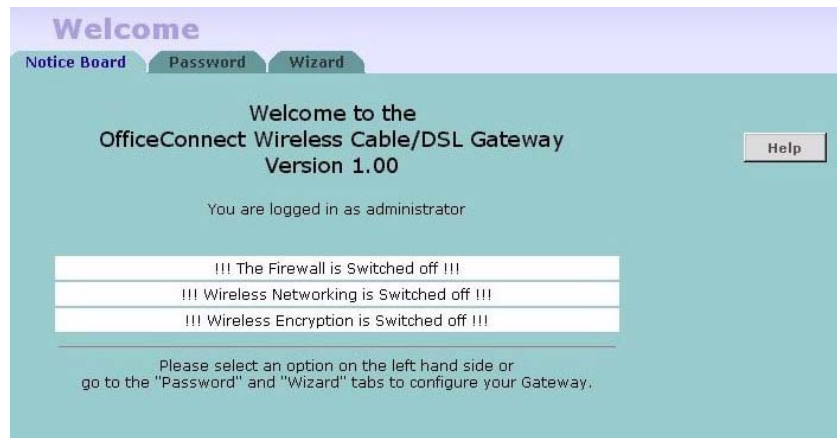 Welcome
Notice Board
Password
Wizard
Welcome to the
OfficeConnect Wireless Cable/DSL Gateway
Version 1.00
Help
You are logged in as administrator
!!! The Firewall is Switched off !!!
!!! Wireless Networking is Switched off !!!
!!! Wireless Encryption is Switched off !!!
Please select an option on the left hand side or
go to the "Password" and "Wizard" tabs to configure your Gateway.